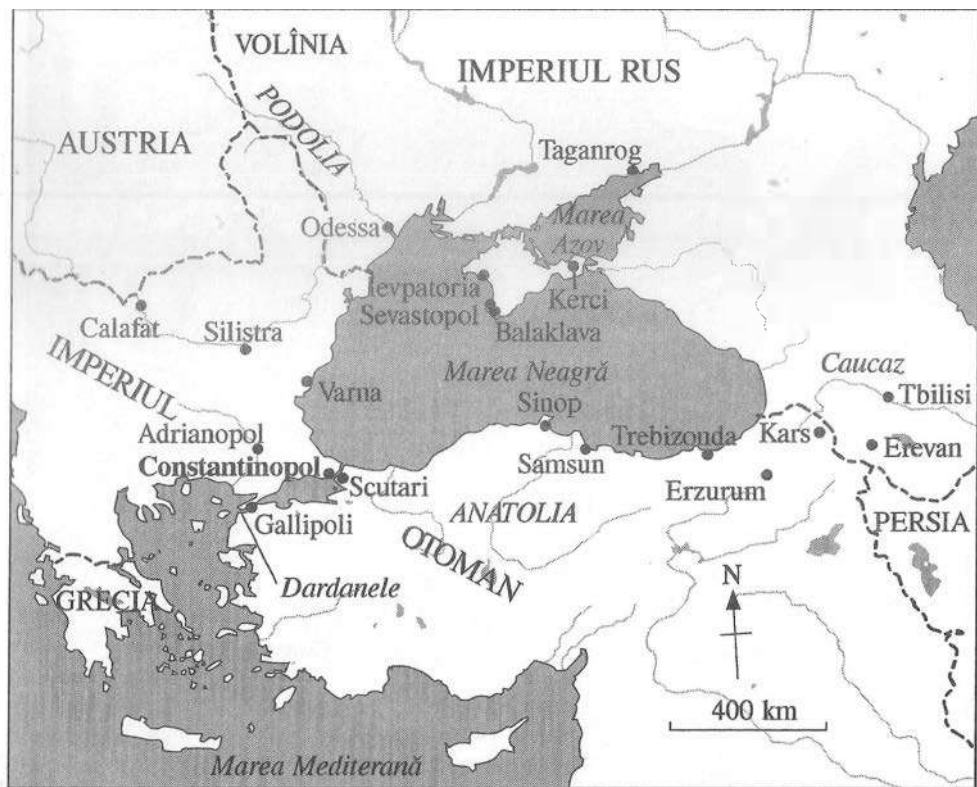 VOLÎNIA
IMPERIUL RUS
PODOLIA
AUSTRIA
Taganrog
Marea
Azov
Odessa
Ievpatoria
Kerci
Sevastopol
Calafat
Silistra
Balaklava
IMPERIUL
OTOMAN
Varna
Marea Neagră
Caucaz
Tbilisi
Sinop
Adrianopol
Trebizonda
Kars
Constantinopol
Samsun
Erevan
Scutari
Erzurum
Gallipoli
ANATOLIA
PERSIA
Dardanele
N
GRECIA
400 km
Marea Mediterană